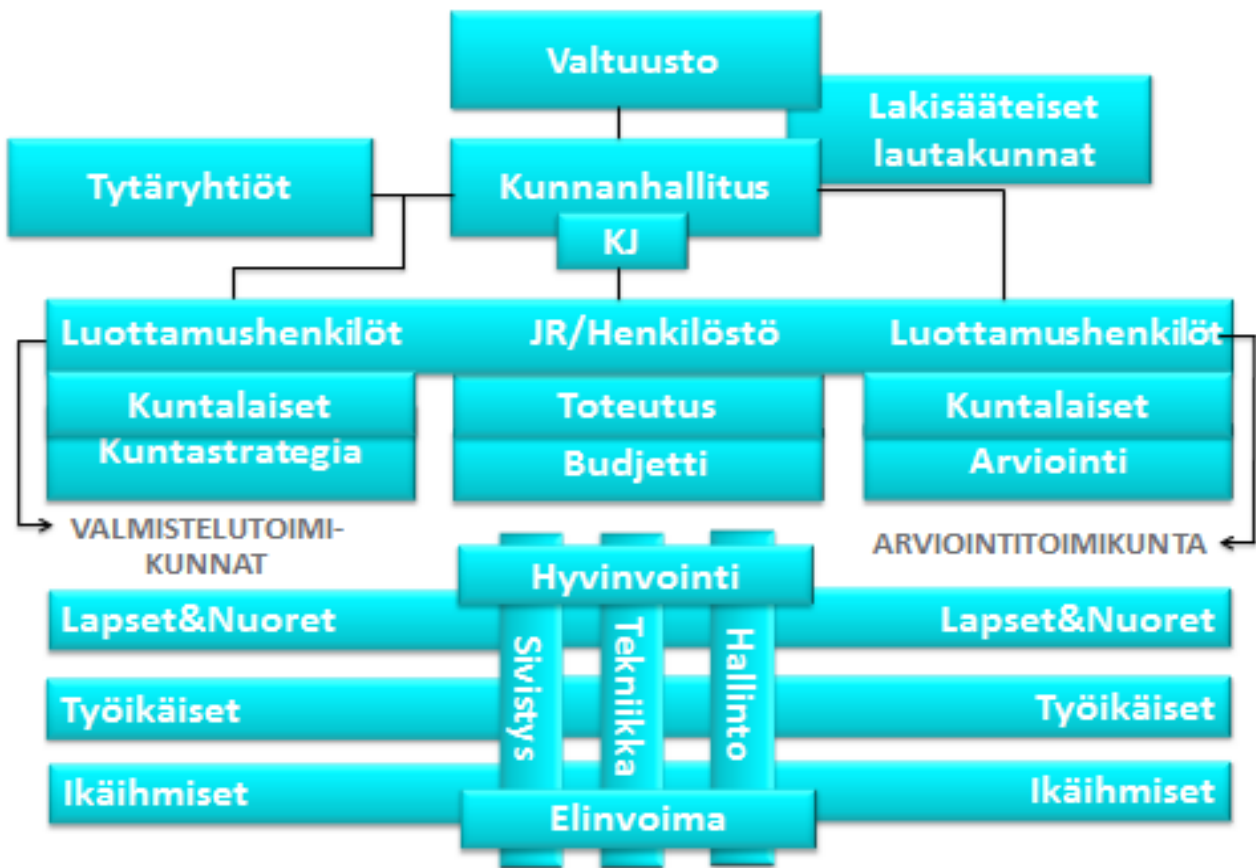 Valtuusto
Lakisääteiset
lautakunnat
Tytäryhtiöt
Kunnanhallitus
KJ
Luottamushenkilöt
JR/Henkilöstö
Luottamushenkilöt
Kuntalaiset
Toteutus
Kuntalaiset
Kuntastrategia
Budjetti
Arviointi
VALMISTELUTOIMI-
KUNNAT
ARVIOINTITOIMIKUNTA
Hyvinvointi
Lapset&Nuoret
Lapset&Nuoret
Sivistys
Tekniikka
Hallinto
Työikäiset
Työikäiset
Ikäihmiset
Ikäihmiset
Elinvoima